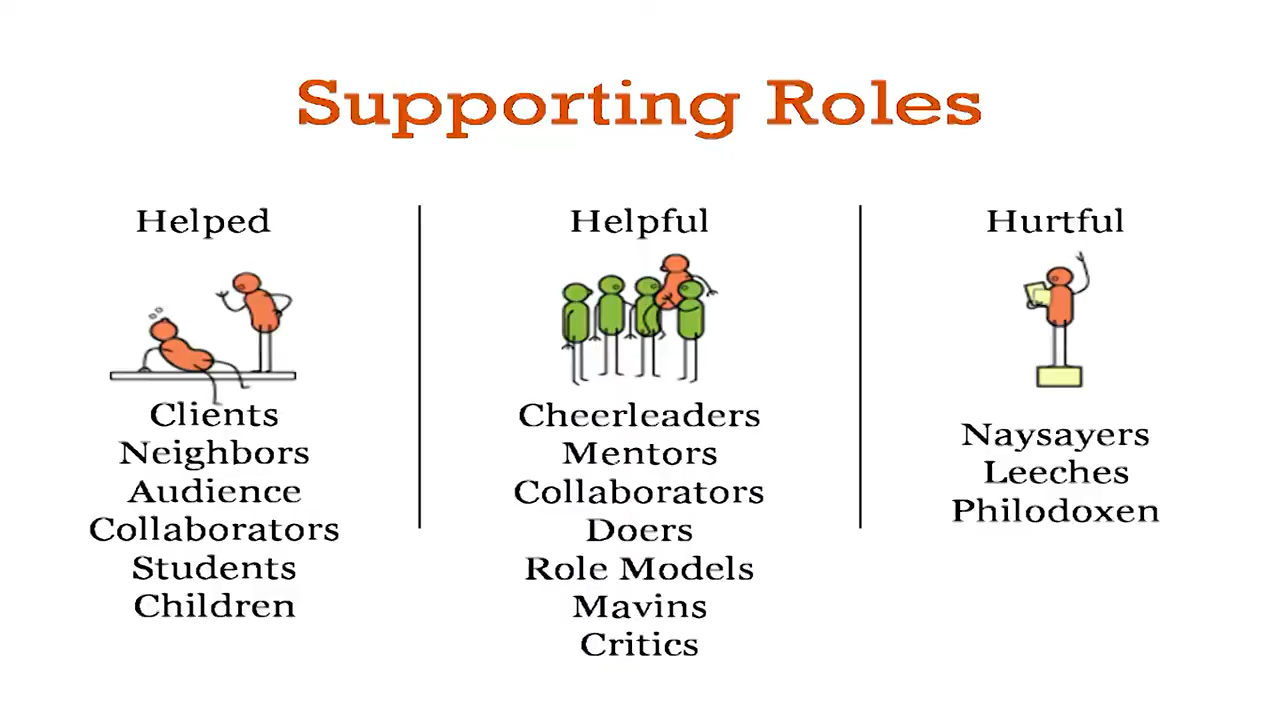 Supporting Roles
Helped
Clients
Neighbors
Audience
Collaborators
Students
Children
Helpful
Cheerleaders
Mentors
Collaborators
Doers
Role Models
Mavins
Critics
Hurtful
Naysayers
Leeches
Philodoxen